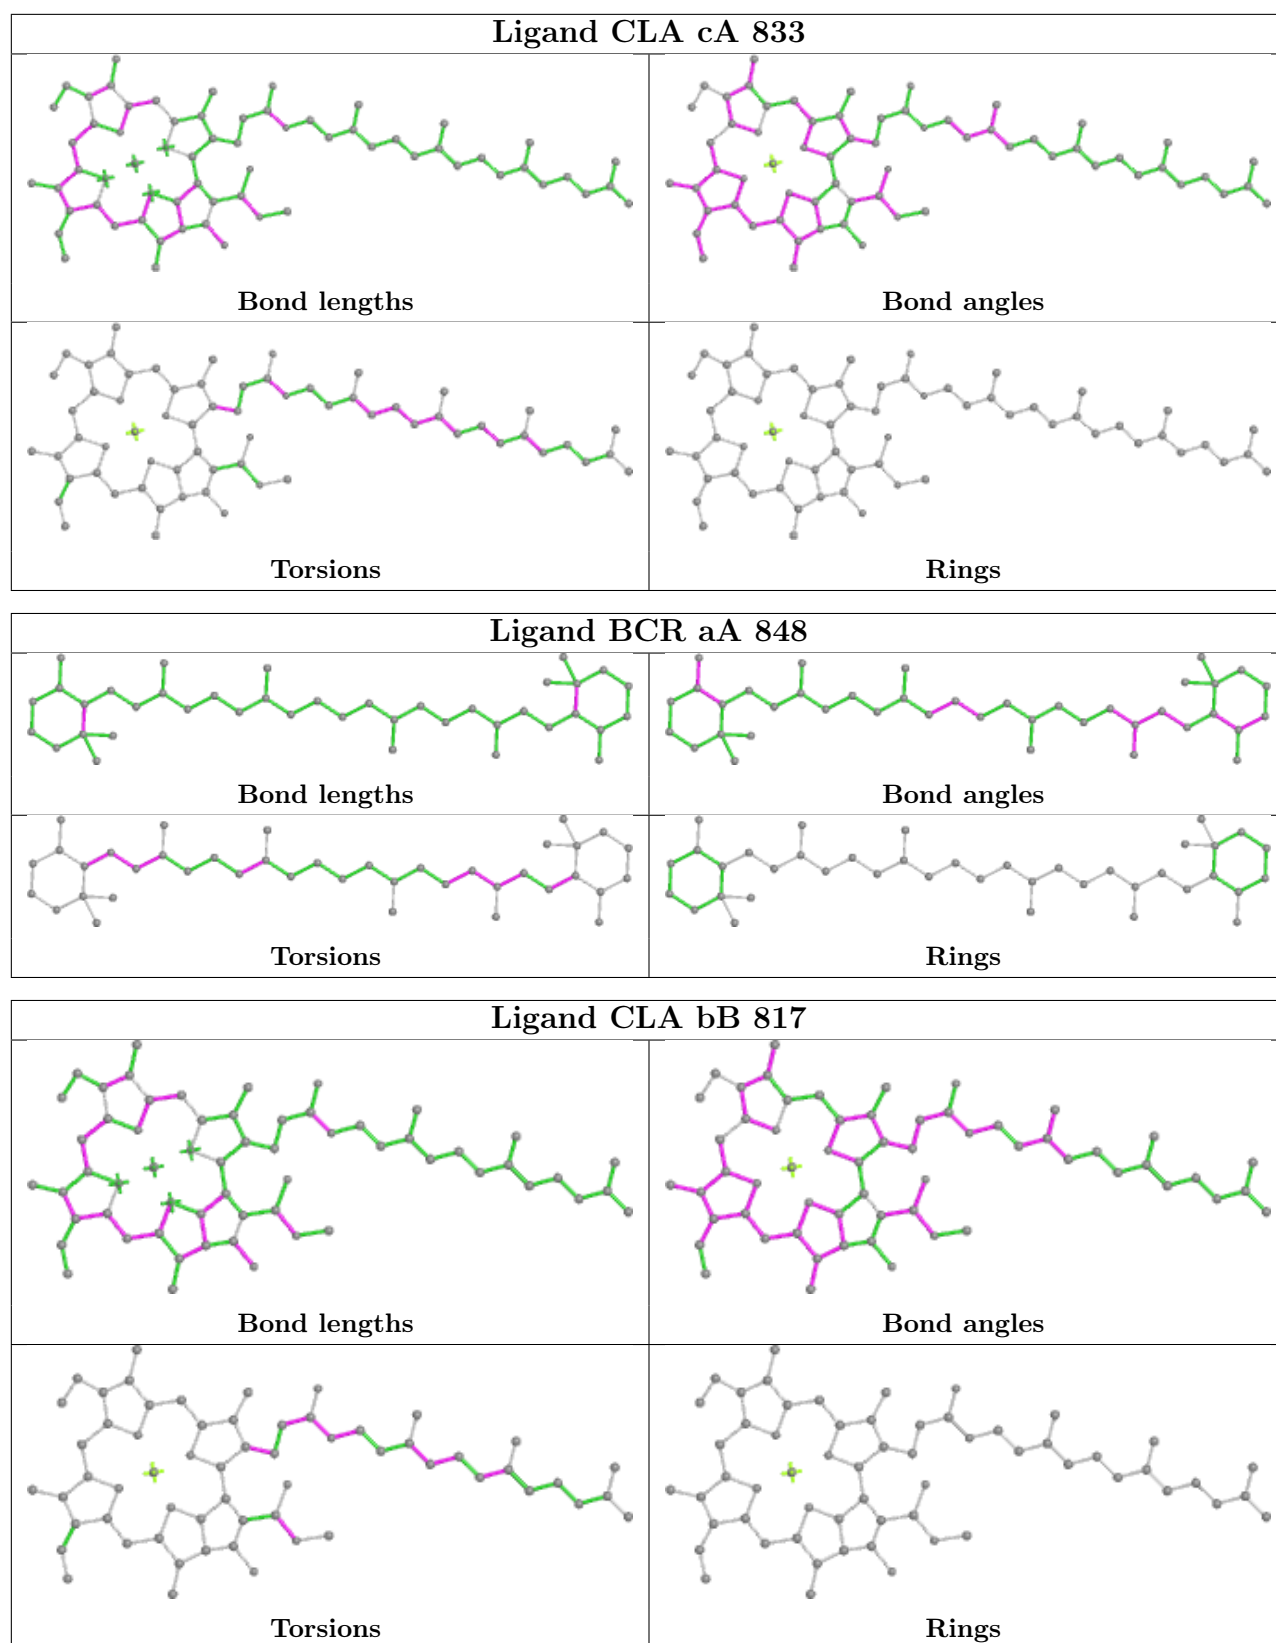 Ligand CLA cA 833
Bond lengths
Bond angles
Torsions
Rings
Ligand BCR aA 848
Bond lengths
Bond angles
Torsions
Rings
Ligand CLA bB 817
Bond lengths
Bond angles
Torsions
Rings